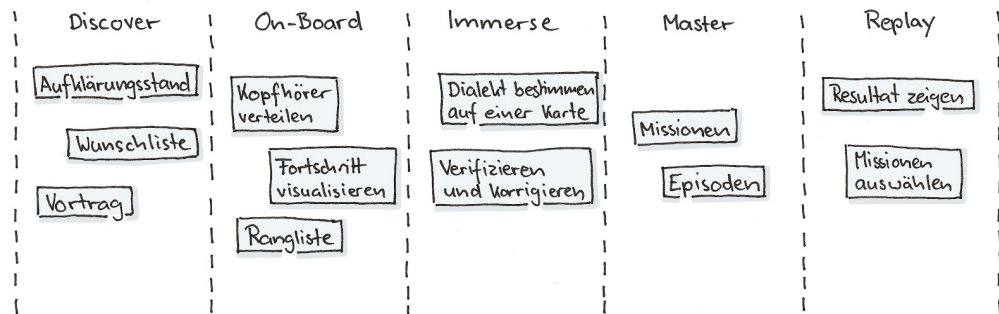 Discover
Aufklärungsstand
Wunschliste
Vortrag
On-Board
Kopfhörer
verteilen
Fortschritt
visualisieren
Rangliste
Immerse
Dialekt bestimmen
auf einer Karte
Verifizieren
und Korrigieren
Master
Missionen
Episoden
Replay
Resultat zeigen
Missionen
auswählen